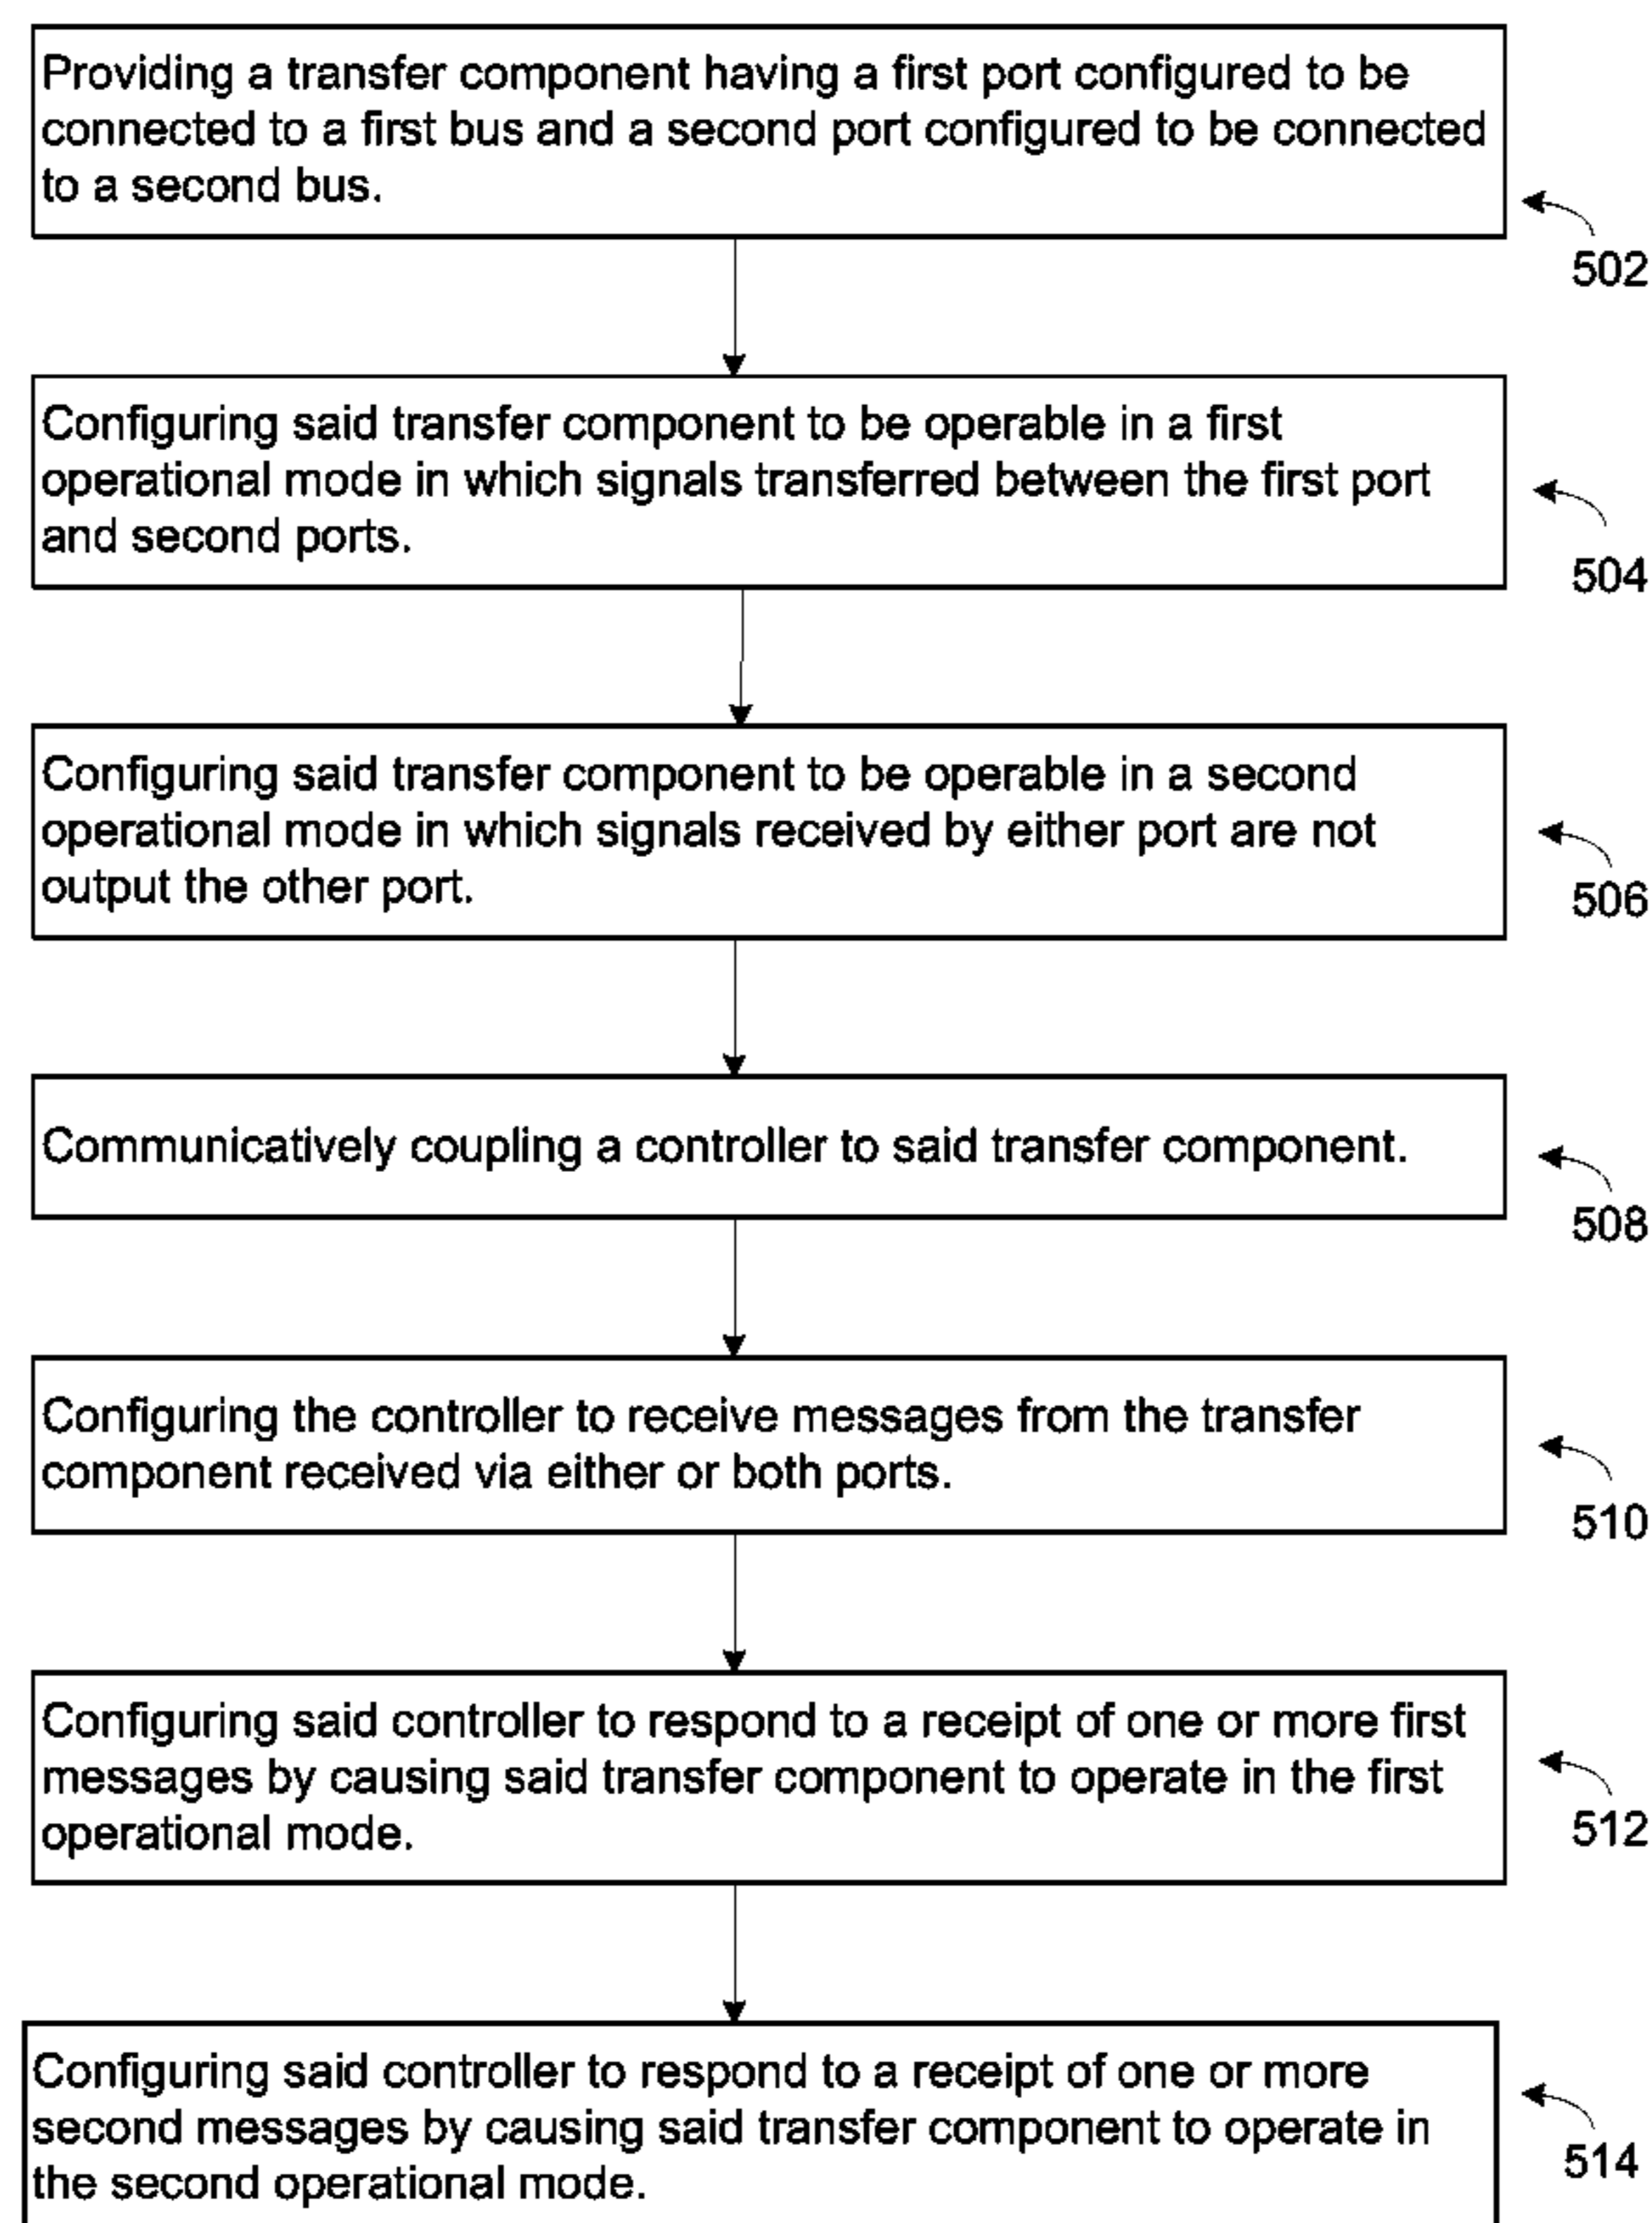 Providing a transfer component having a first port configured to be
connected to a first bus and a second port configured to be connected
to a second bus.
502
Configuring said transfer component to be operable in a first
operational mode in which signals transferred between the first port
and second ports.
504
Configuring said transfer component to be operable in a second
operational mode in which signals received by either port are not
output the other port.
506
Communicatively coupling a controller to said transfer component.
508
Configuring the controller to receive messages from the transfer
component received via either or both ports.
510
Configuring said controller to respond to a receipt of one or more first
messages by causing said transfer component to operate in the first
operational mode.
512
Configuring said controller to respond to a receipt of one or more
second messages by causing said transfer component to operate in
the second operational mode.
514